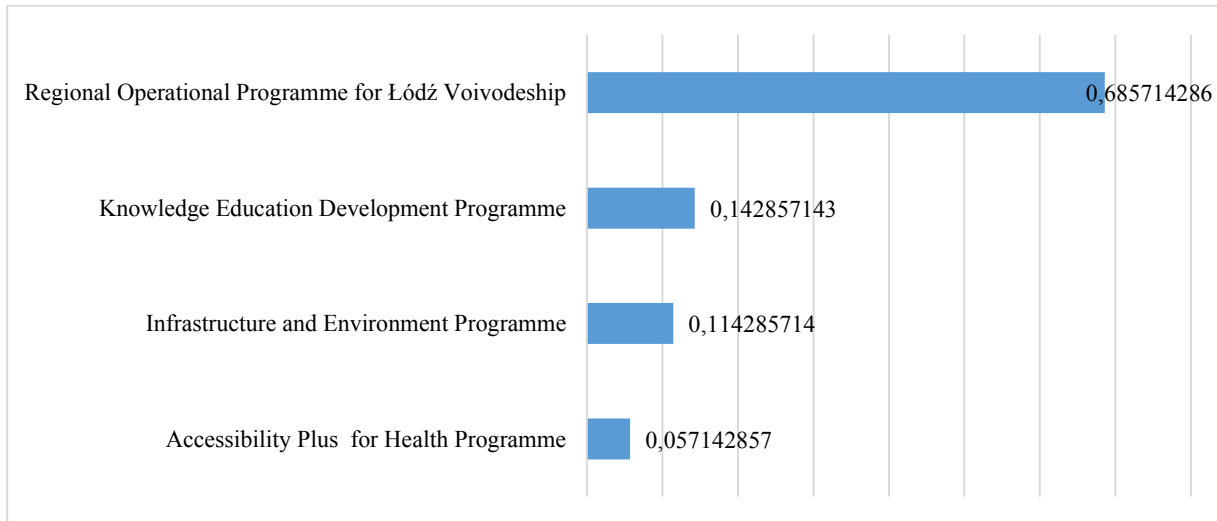 Regional Operational Programme for Łódź Voivodeship
0,685714286
Knowledge Education Development Programme
0,142857143
Infrastructure and Environment Programme
0,114285714
Accessibility Plus  for Health Programme
0,057142857